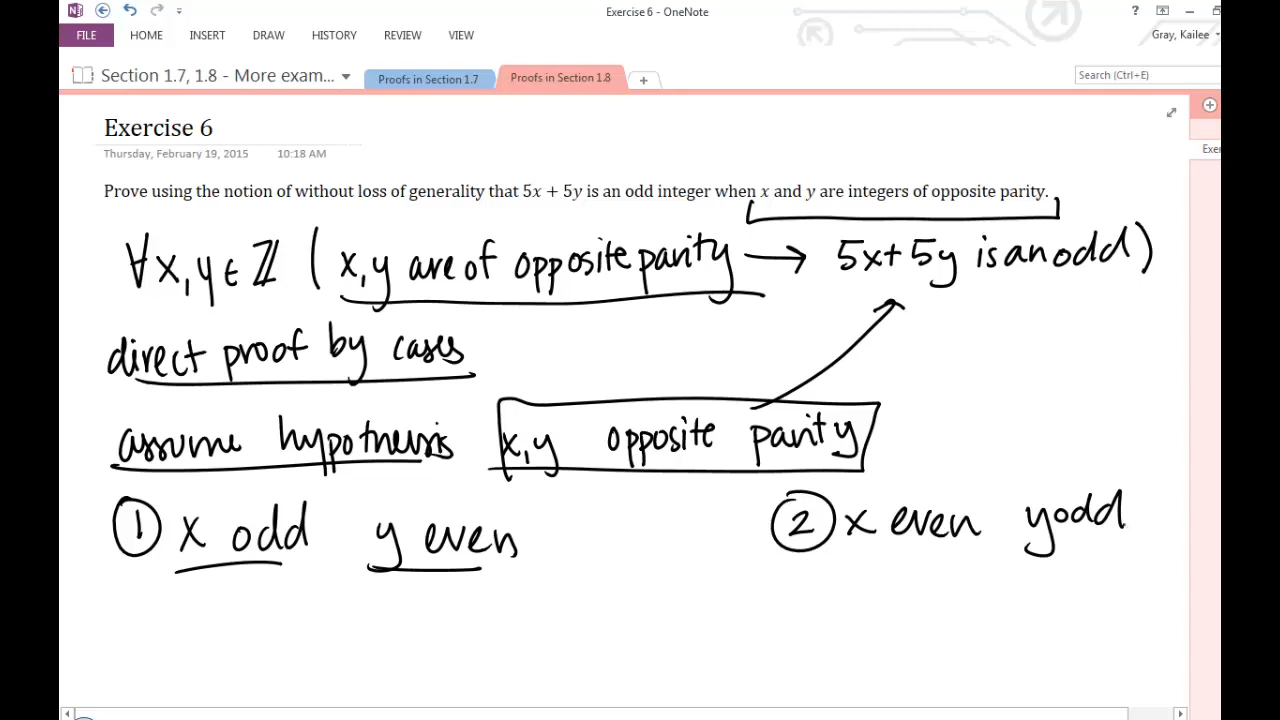 Exercise 6 - OneNote
?
FILE HOME INSERT DRAW HISTORY REVIEW VIEW
Gray, Kailee
Section 1.7, 1.8 - More exam... Proofs in Section 1.7 Proofs in Section 1.8 +
Search (Ctrl+E)
Exercise 6
Exer
Thursday, February 19, 2015 10:18 AM
Prove using the notion of without loss of generality that 5x + 5y is an odd integer when x and y are integers of opposite parity.
∀x,y ∈ ℤ ( x,y are of opposite parity → 5x+5y is an odd )
direct proof by cases
assume hypothesis x,y opposite parity
① x odd y even ② x even y odd